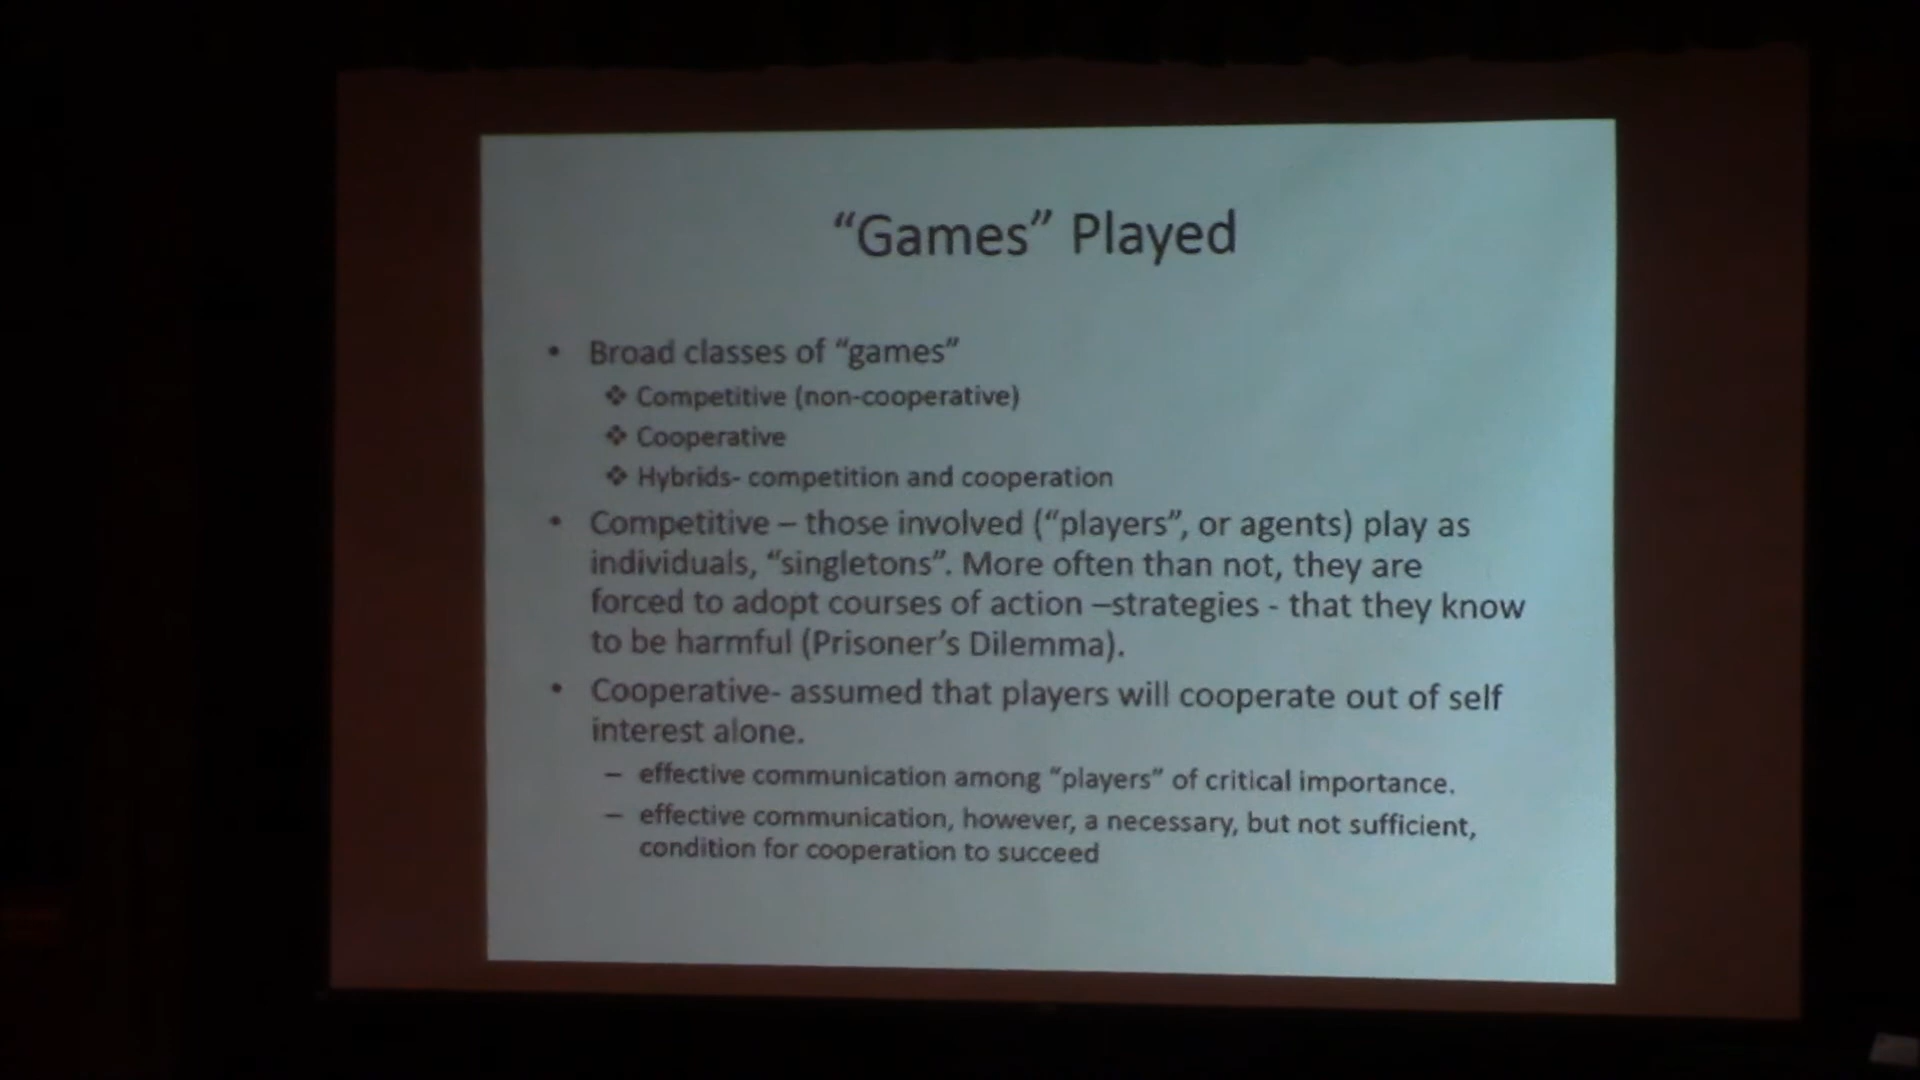 “Games” Played
• Broad classes of “games”
❖ Competitive (non-cooperative)
❖ Cooperative
❖ Hybrids- competition and cooperation
• Competitive – those involved (“players”, or agents) play as
individuals, “singletons”. More often than not, they are
forced to adopt courses of action –strategies - that they know
to be harmful (Prisoner’s Dilemma).
• Cooperative- assumed that players will cooperate out of self
interest alone.
– effective communication among “players” of critical importance.
– effective communication, however, a necessary, but not sufficient,
condition for cooperation to succeed